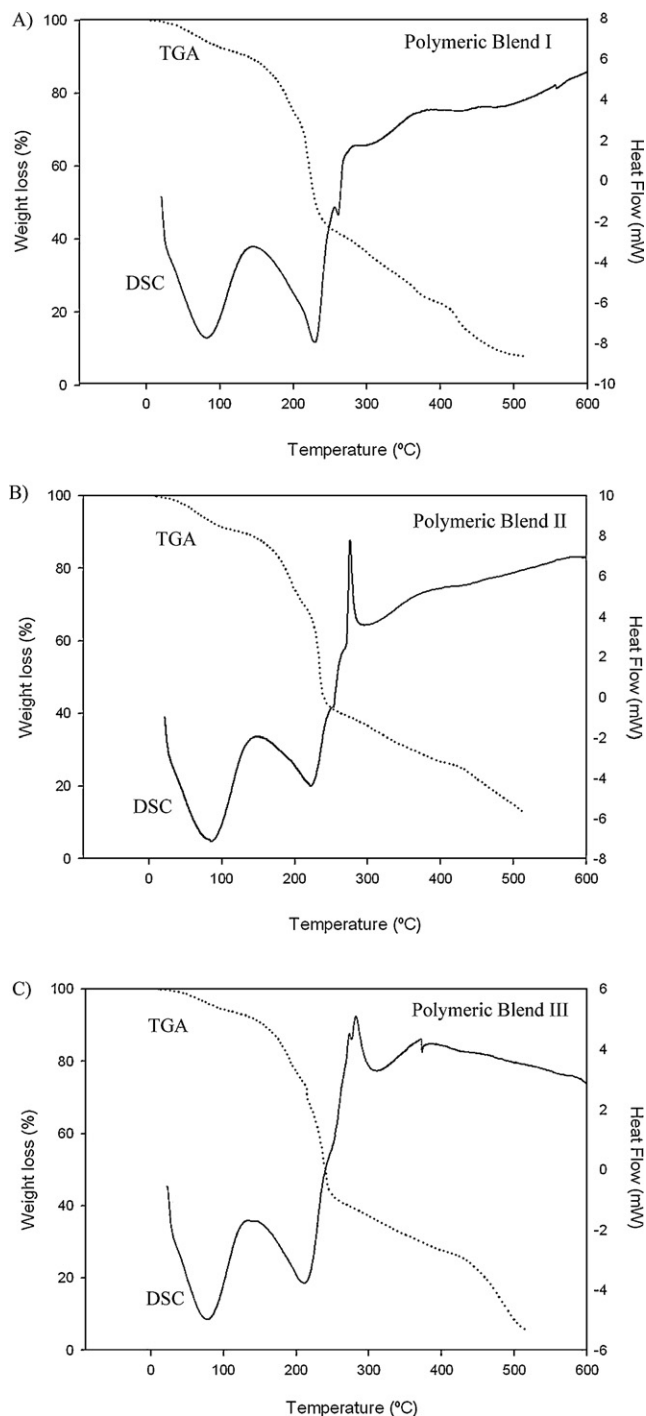 A)
Polymeric Blend I
TGA
DSC
Weight loss (%)
Heat Flow (mW)
100
80
60
40
20
0
8
6
4
2
0
-2
-4
-6
-8
-10
0 100 200 300 400 500 600
Temperature (ºC)
B)
Polymeric Blend II
TGA
DSC
Weight loss (%)
Heat Flow (mW)
100
80
60
40
20
0
10
8
6
4
2
0
-2
-4
-6
-8
0 100 200 300 400 500 600
Temperature (ºC)
C)
Polymeric Blend III
TGA
DSC
Weight loss (%)
Heat Flow (mW)
100
80
60
40
20
0
6
4
2
0
-2
-4
-6
0 100 200 300 400 500 600
Temperature (ºC)